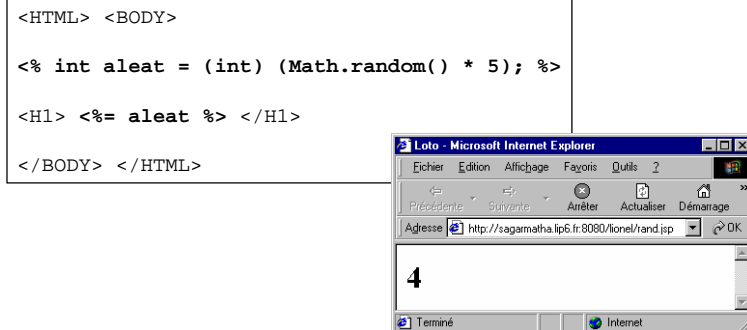 <HTML> <BODY>
<% int aleat = (int) (Math.random() * 5); %>
<H1> <%= aleat %> </H1>
</BODY> </HTML>
Loto - Microsoft Internet Explorer
Eichier Edition Affichage Favoris Outils ?
Précédente Suivante Arrêter Actualiser Démarrage »
Adresse http://sagarmatha.lip6.fr:8080/lionel/rand.jsp OK
4
Terminé Internet